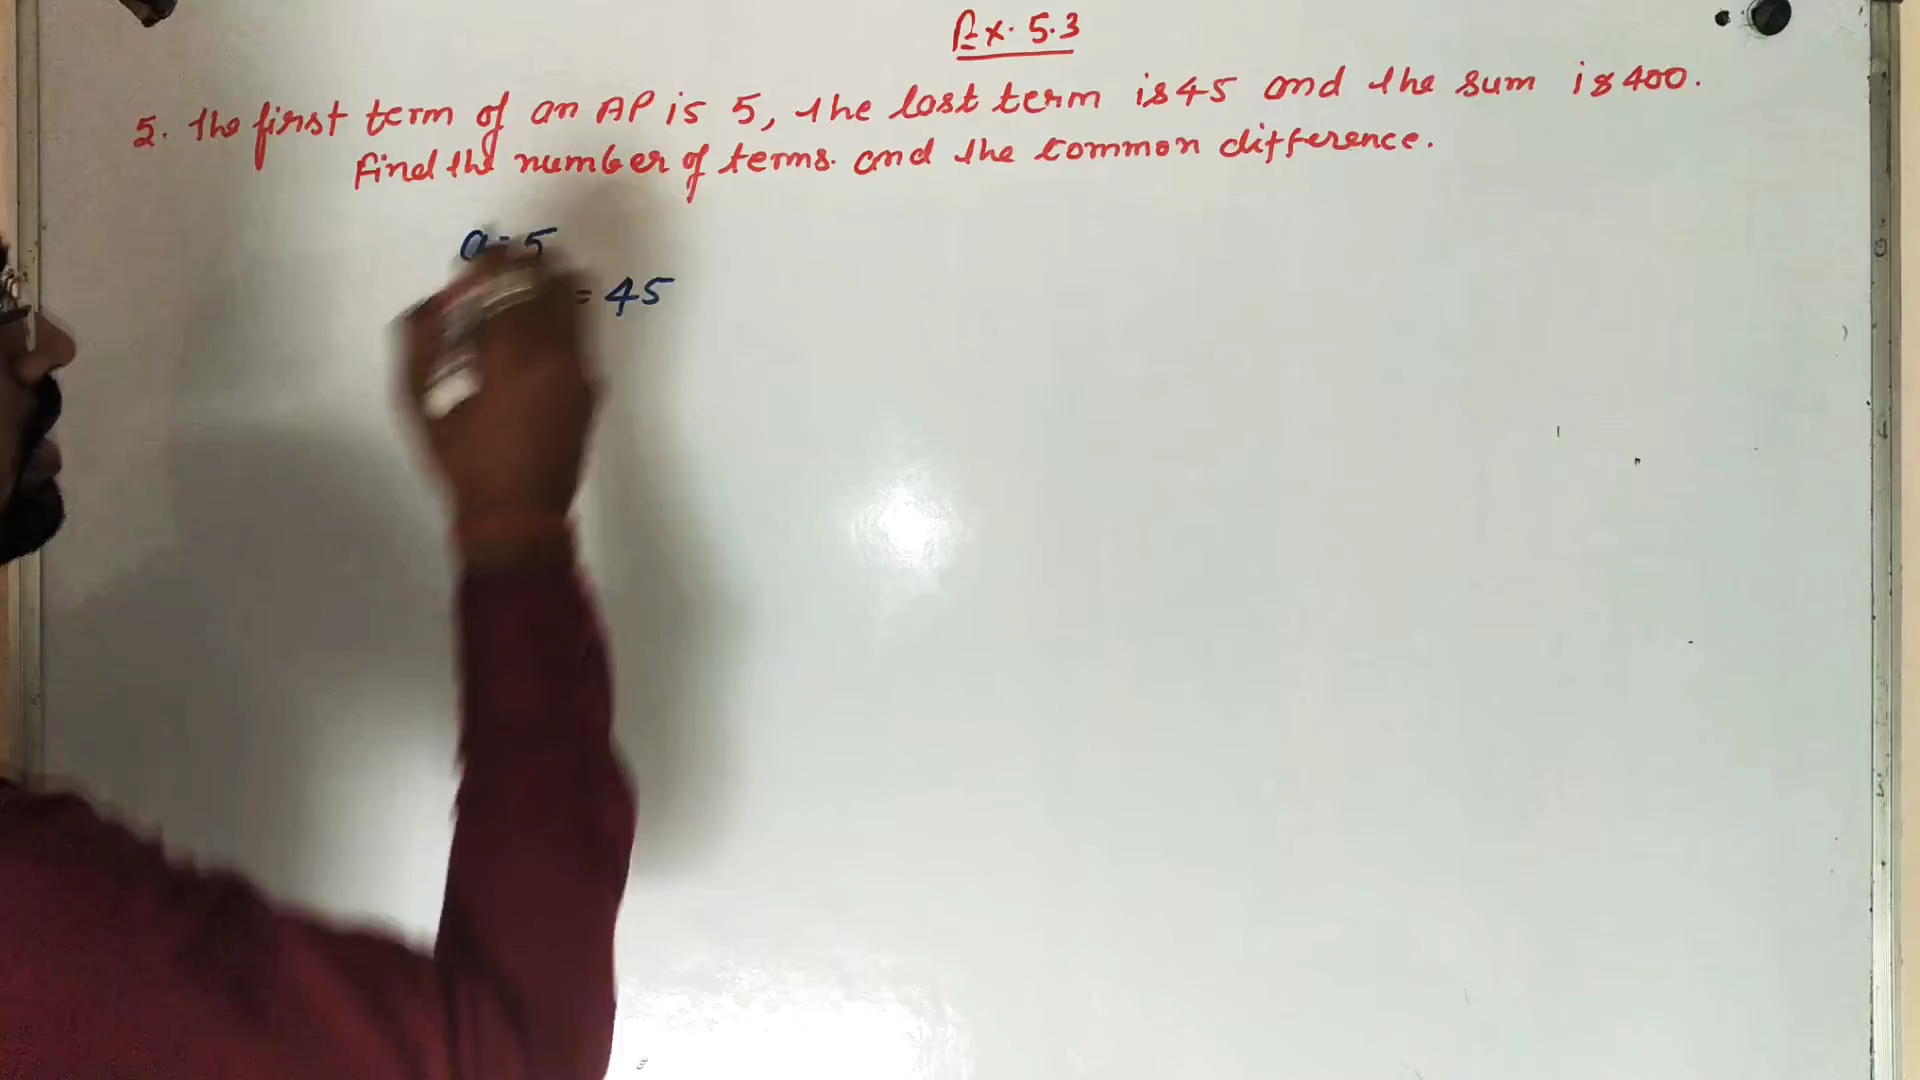 Ex. 5.3
5. The first term of an AP is 5, the last term is 45 and the sum is 400.
Find the number of terms. and the common difference.
a = 5
= 45